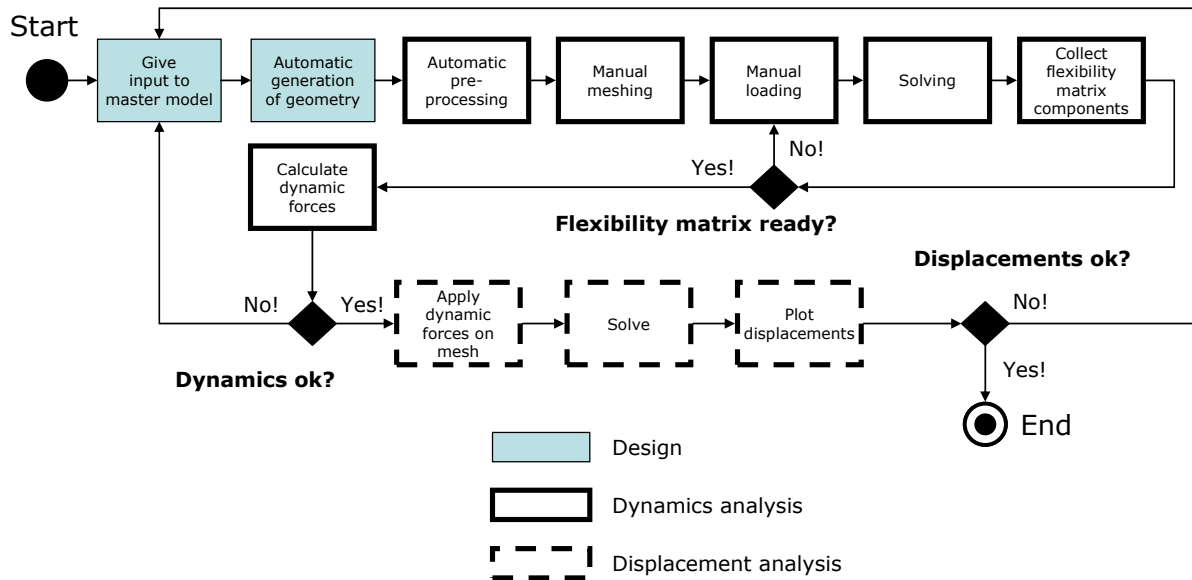 Start
Give
input to
master model
Automatic
generation
of geometry
Automatic
pre-
processing
Manual
meshing
Manual
loading
Solving
Collect
flexibility
matrix
components
Calculate
dynamic
forces
Yes!
No!
Flexibility matrix ready?
Displacements ok?
No!
Yes!
Apply
dynamic
forces on
mesh
Solve
Plot
displacements
No!
Dynamics ok?
Yes!
End
Design
Dynamics analysis
Displacement analysis